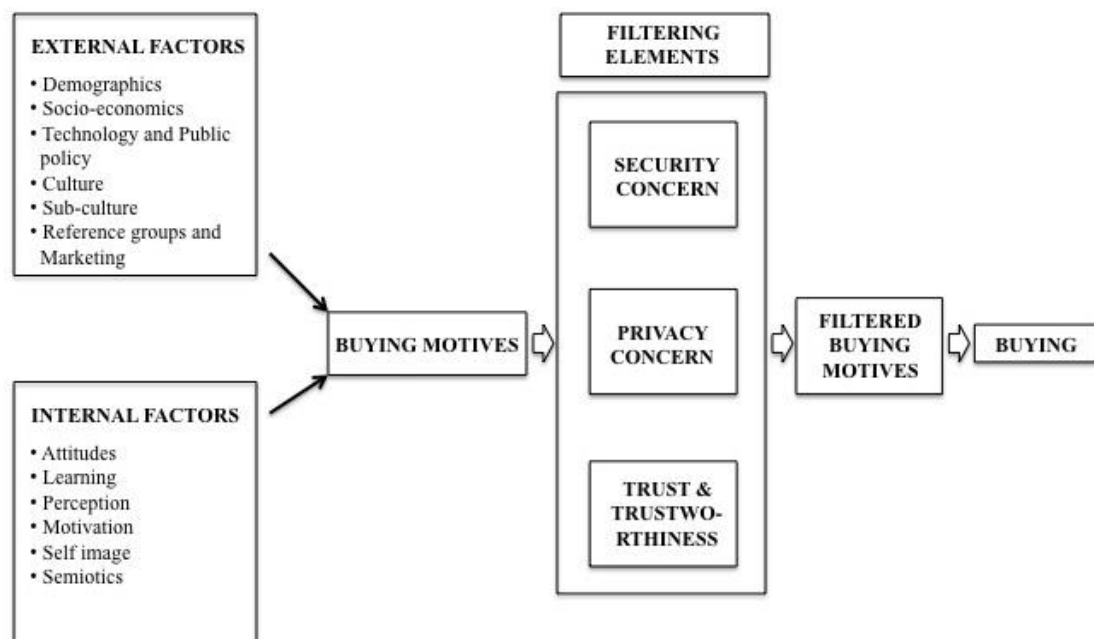 EXTERNAL FACTORS
• Demographics
• Socio-economics
• Technology and Public
policy
• Culture
• Sub-culture
• Reference groups and
Marketing
INTERNAL FACTORS
• Attitudes
• Learning
• Perception
• Motivation
• Self image
• Semiotics
BUYING MOTIVES
FILTERING
ELEMENTS
SECURITY
CONCERN
PRIVACY
CONCERN
TRUST &
TRUSTWO-
RTHINESS
FILTERED
BUYING
MOTIVES
BUYING